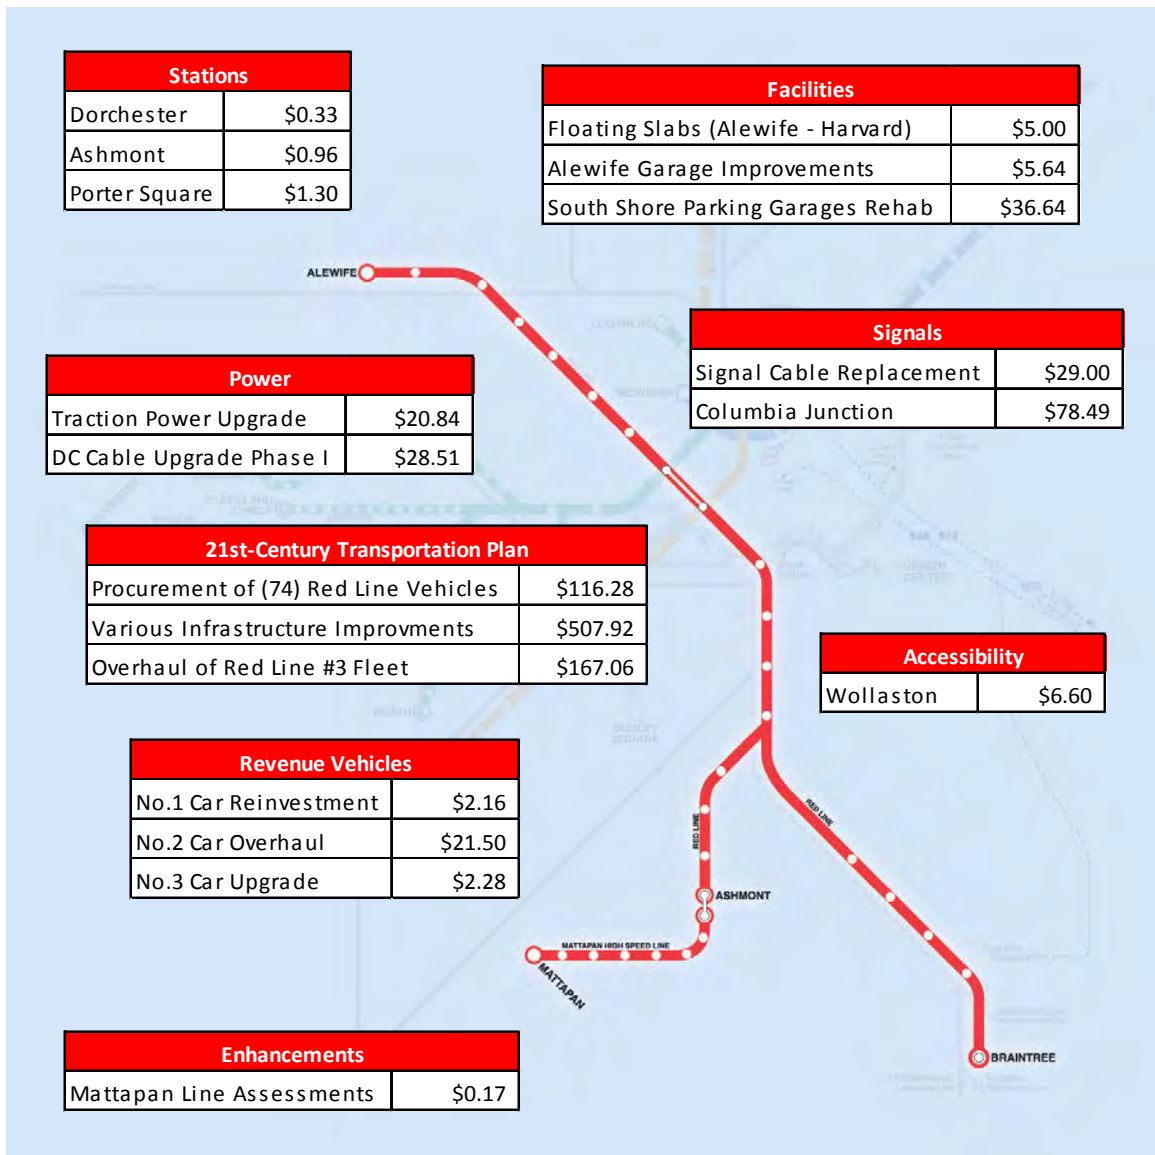 Stations
Dorchester $0.33
Ashmont $0.96
Porter Square $1.30
Facilities
Floating Slabs (Alewife - Harvard) $5.00
Alewife Garage Improvements $5.64
South Shore Parking Garages Rehab $36.64
ALEWIFE
Signals
Signal Cable Replacement $29.00
Columbia Junction $78.49
Power
Traction Power Upgrade $20.84
DC Cable Upgrade Phase I $28.51
21st-Century Transportation Plan
Procurement of (74) Red Line Vehicles $116.28
Various Infrastructure Improvments $507.92
Overhaul of Red Line #3 Fleet $167.06
Accessibility
Wollaston $6.60
Revenue Vehicles
No.1 Car Reinvestment $2.16
No.2 Car Overhaul $21.50
No.3 Car Upgrade $2.28
RED LINE
RED LINE
ASHMONT
MATTAPAN HIGH SPEED LINE
MATTAPAN
BRAINTREE
Enhancements
Mattapan Line Assessments $0.17